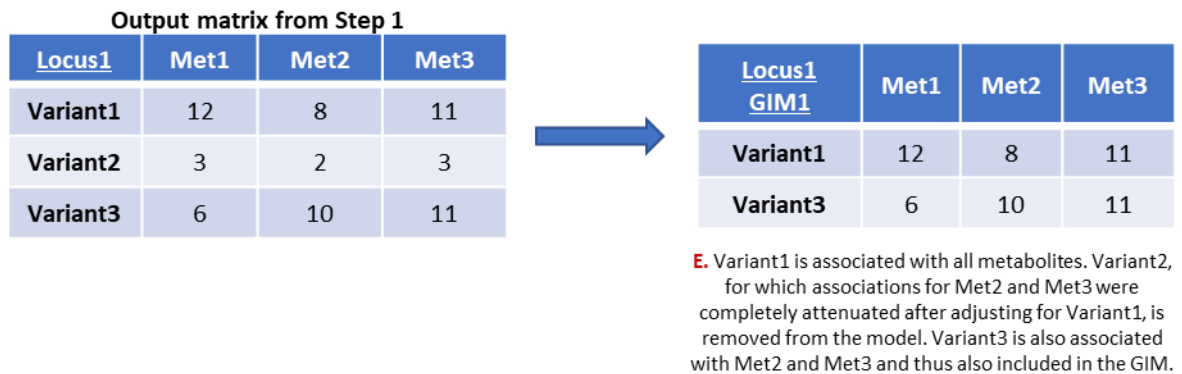 Output matrix from Step 1
Locus1 Met1 Met2 Met3
Variant1 12 8 11
Variant2 3 2 3
Variant3 6 10 11
Locus1
GIM1 Met1 Met2 Met3
Variant1 12 8 11
Variant3 6 10 11
E. Variant1 is associated with all metabolites. Variant2,
for which associations for Met2 and Met3 were
completely attenuated after adjusting for Variant1, is
removed from the model. Variant3 is also associated
with Met2 and Met3 and thus also included in the GIM.